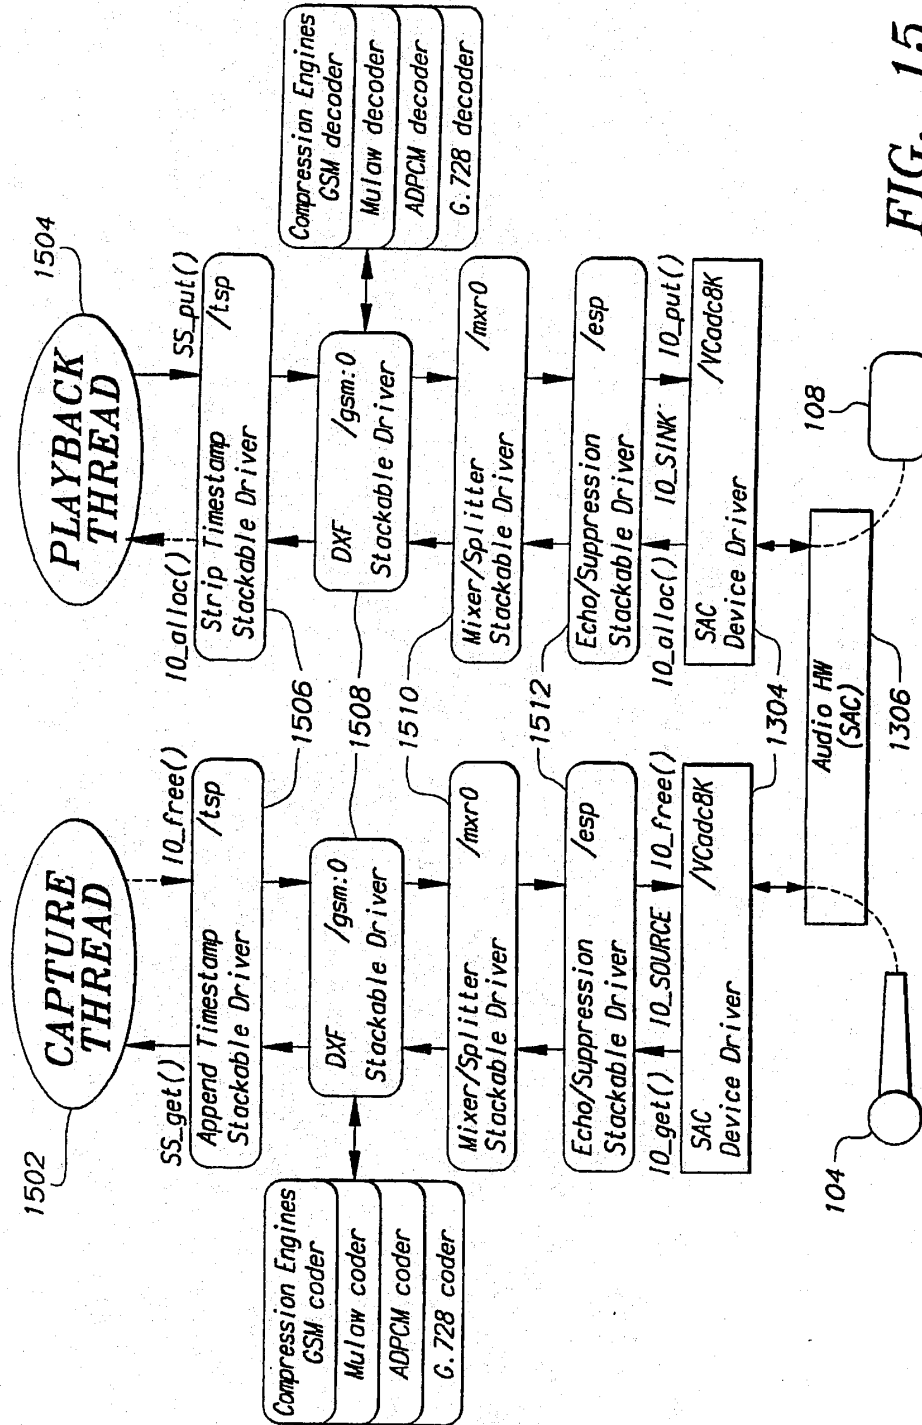 1502
CAPTURE
THREAD
SS_get()
IO_free()
Append Timestamp
Stackable Driver
/tsp
1506
Compression Engines
GSM coder
Mulaw coder
ADPCM coder
G.728 coder
DXF
/gsm:0
Stackable Driver
1508
Mixer/Splitter
Stackable Driver
/mxr0
1510
Echo/Suppression
Stackable Driver
/esp
1512
IO_get()
IO_SOURCE
IO_free()
SAC
Device Driver
/VCadc8K
1304
104
1504
PLAYBACK
THREAD
IO_alloc()
SS_put()
Strip Timestamp
Stackable Driver
/tsp
DXF
/gsm:0
Stackable Driver
Compression Engines
GSM decoder
Mulaw decoder
ADPCM decoder
G.728 decoder
Mixer/Splitter
Stackable Driver
/mxr0
Echo/Suppression
Stackable Driver
/esp
IO_alloc()
IO_SINK
IO_put()
SAC
Device Driver
/VCadc8K
Audio HW
(SAC)
1306
108
FIG. 15